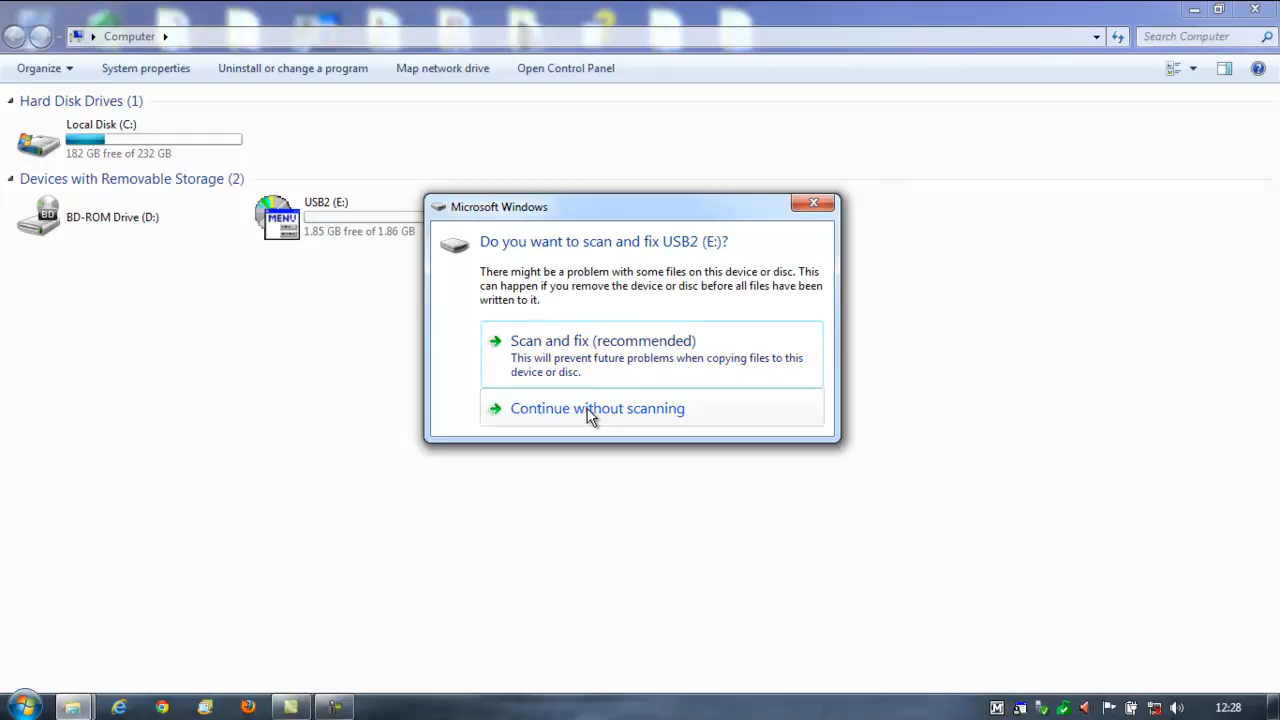 Computer
Search Computer
Organize
System properties
Uninstall or change a program
Map network drive
Open Control Panel
Hard Disk Drives (1)
Local Disk (C:)
182 GB free of 232 GB
Devices with Removable Storage (2)
BD
BD-ROM Drive (D:)
MENU
USB2 (E:)
1.85 GB free of 1.86 GB
Microsoft Windows
Do you want to scan and fix USB2 (E:)?
There might be a problem with some files on this device or disc. This
can happen if you remove the device or disc before all files have been
written to it.
Scan and fix (recommended)
This will prevent future problems when copying files to this
device or disc.
Continue without scanning
M
12:28